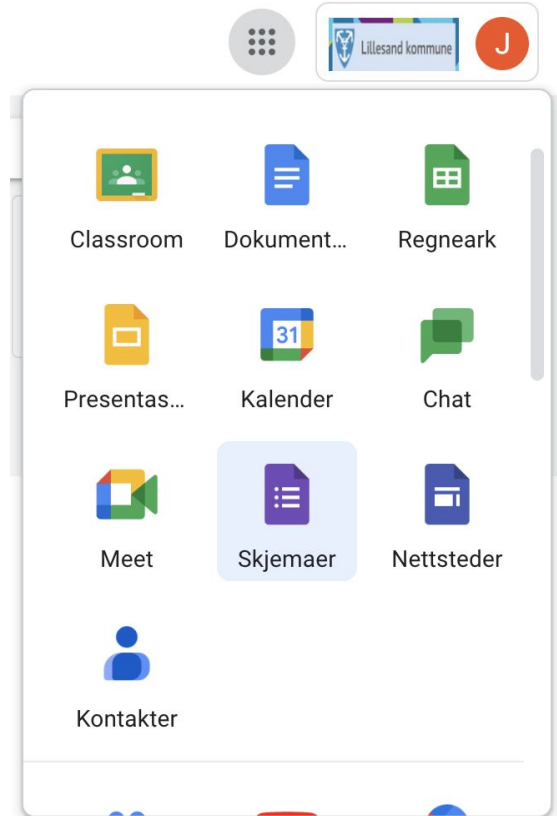 Lillesand kommune J
Classroom Dokument... Regneark
31
Presentas... Kalender Chat
Meet Skjemaer Nettsteder
Kontakter